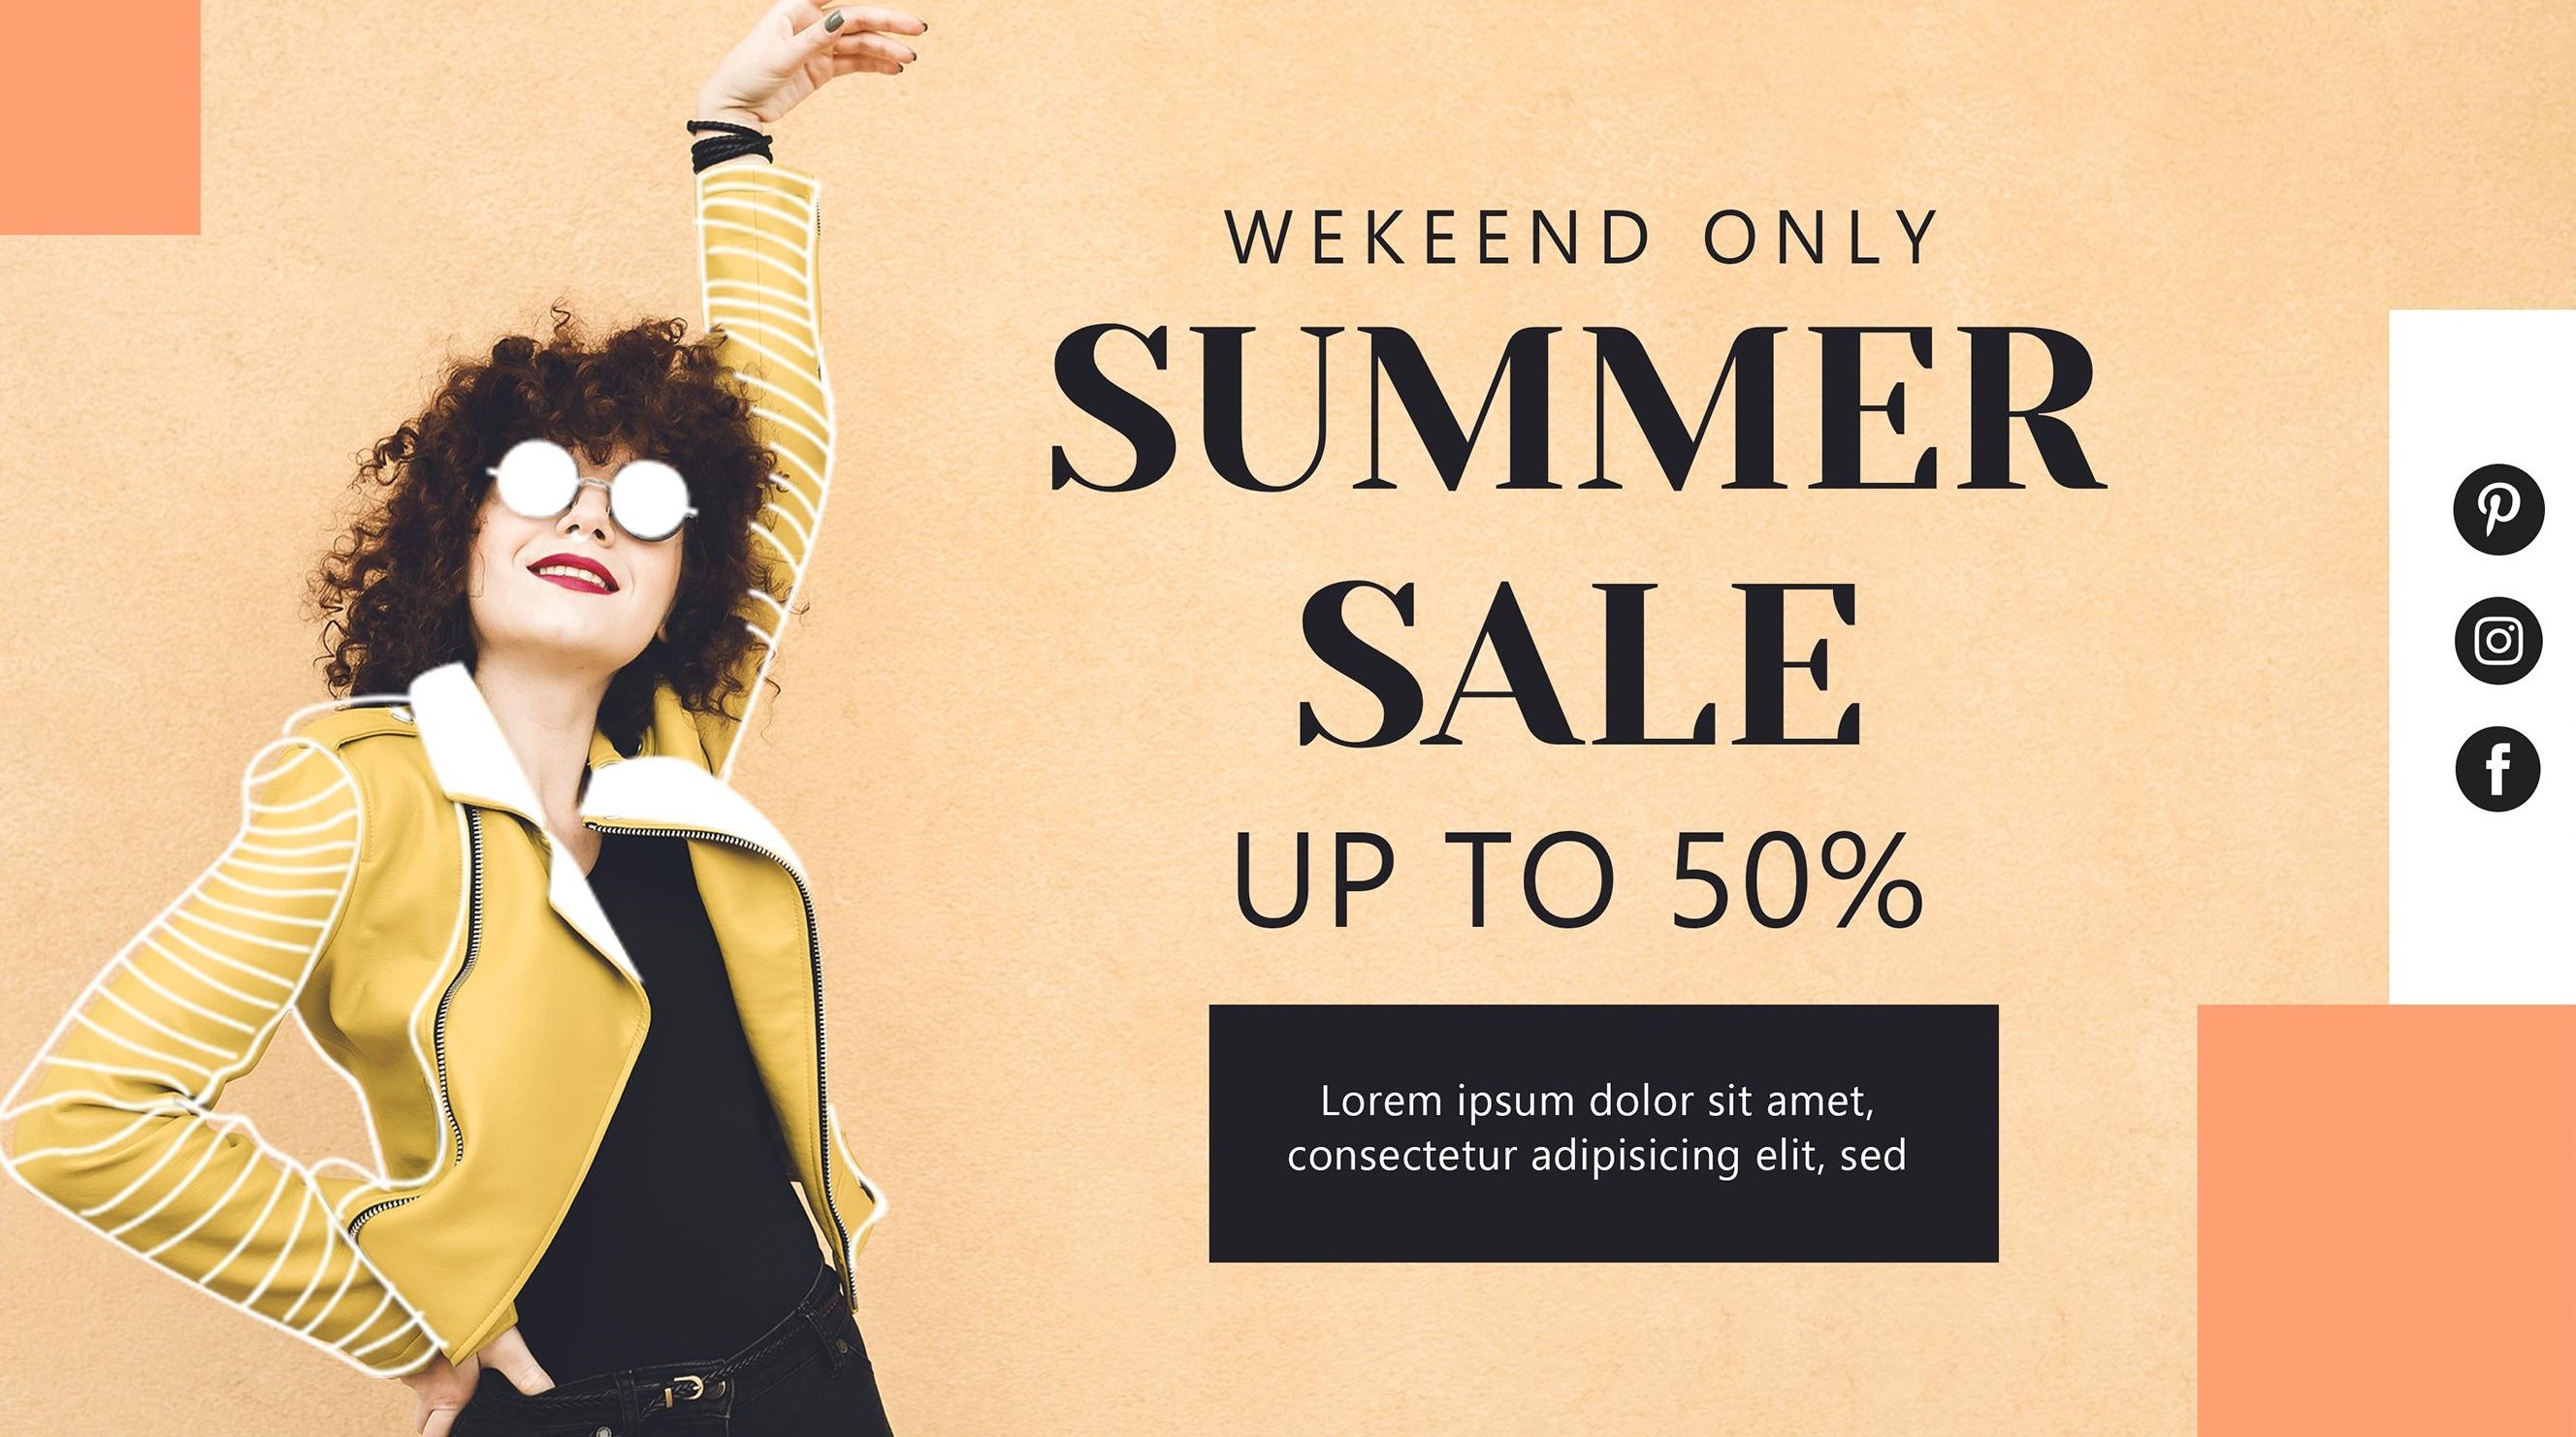 WEKEEND ONLY
SUMMER
SALE
UP TO 50%
Lorem ipsum dolor sit amet,
consectetur adipisicing elit, sed